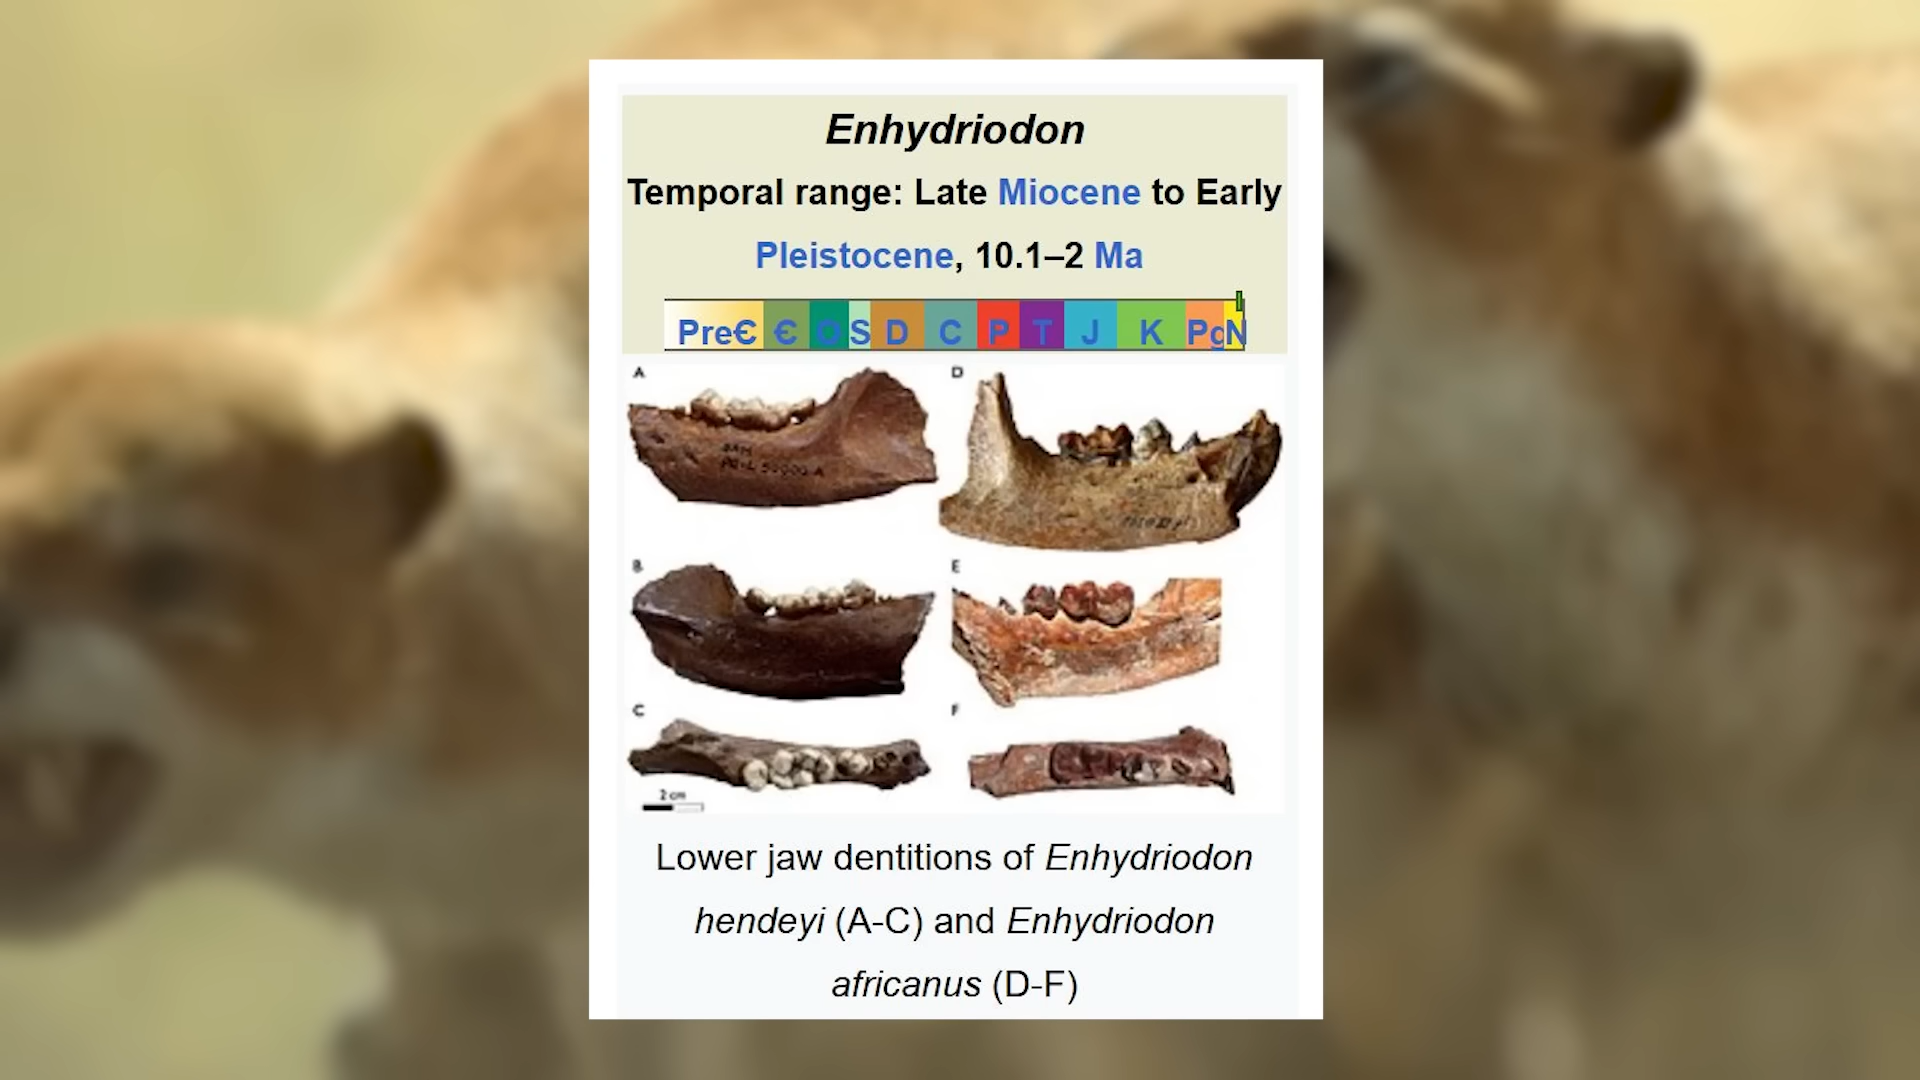 Enhydriodon
Temporal range: Late Miocene to Early
Pleistocene, 10.1–2 Ma
PreꞒ Ꞓ O S D C P T J K Pg N
A
D
B
E
C
F
2 cm
Lower jaw dentitions of Enhydriodon
hendeyi (A-C) and Enhydriodon
africanus (D-F)